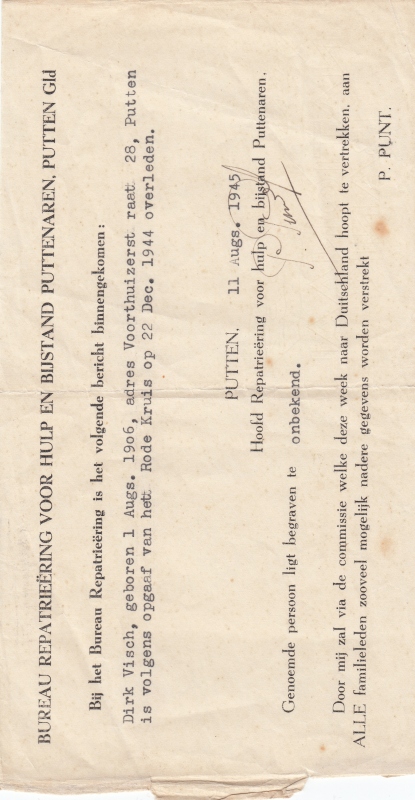 BUREAU REPATRIEËRING VOOR HULP EN BIJSTAND PUTTENAREN, PUTTEN Gld
Bij het Bureau Repatrieëring is het volgende bericht binnengekomen:
Dirk Visch, geboren 1 Augs. 1906, adres Voorthuizerst raat 28, Putten
is volgens opgaaf van het Rode Kruis op 22 Dec. 1944 overleden.
PUTTEN, 11 Augs. 1945
Hoofd Repatrieëring voor hulp en bijstand Puttenaren.
Genoemde persoon ligt begraven te onbekend.
Door mij zal via de commissie welke deze week naar Duitschland hoopt te vertrekken, aan
ALLE familieleden zooveel mogelijk nadere gegevens worden verstrekt
P. PUNT.